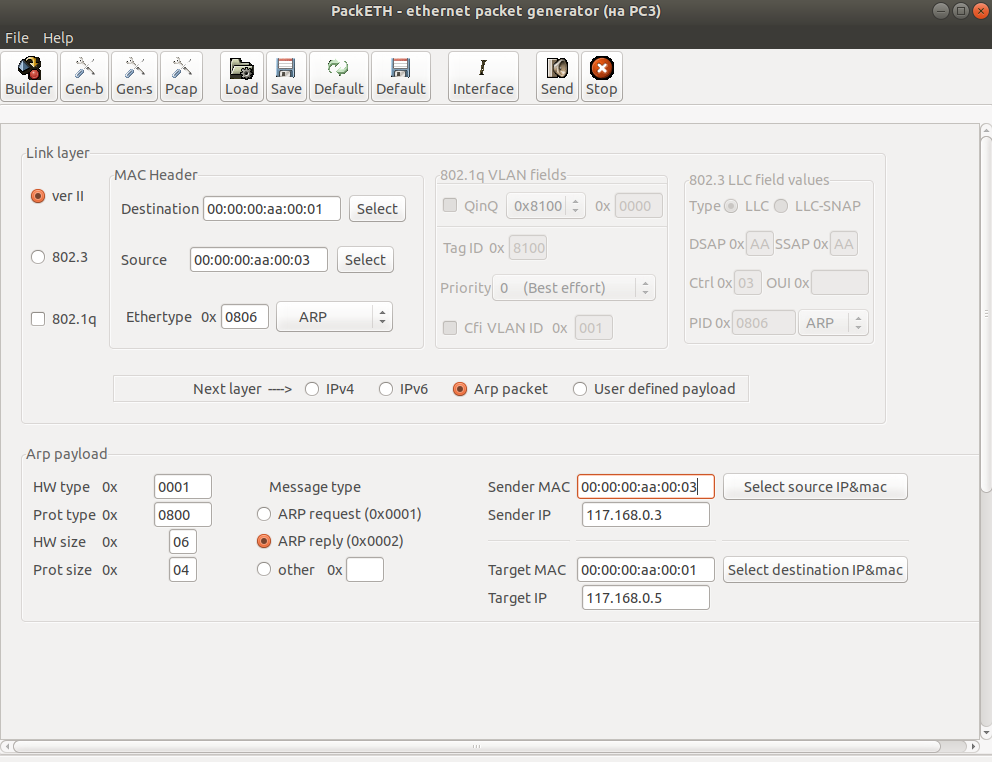 PackETH - ethernet packet generator (на PC3)
File Help
Builder Gen-b Gen-s Pcap Load Save Default Default Interface Send Stop
Link layer
ver II
802.3
802.1q
MAC Header
Destination 00:00:00:aa:00:01 Select
Source 00:00:00:aa:00:03 Select
Ethertype 0x 0806 ARP
802.1q VLAN fields
QinQ 0x8100 0x 0000
Tag ID 0x 8100
Priority 0 (Best effort)
Cfi VLAN ID 0x 001
802.3 LLC field values
Type LLC LLC-SNAP
DSAP 0x AA SSAP 0x AA
Ctrl 0x 03 OUI 0x
PID 0x 0806 ARP
Next layer ----> IPv4 IPv6 Arp packet User defined payload
Arp payload
HW type 0x 0001
Prot type 0x 0800
HW size 0x 06
Prot size 0x 04
Message type
ARP request (0x0001)
ARP reply (0x0002)
other 0x
Sender MAC 00:00:00:aa:00:03 Select source IP&mac
Sender IP 117.168.0.3
Target MAC 00:00:00:aa:00:01 Select destination IP&mac
Target IP 117.168.0.5